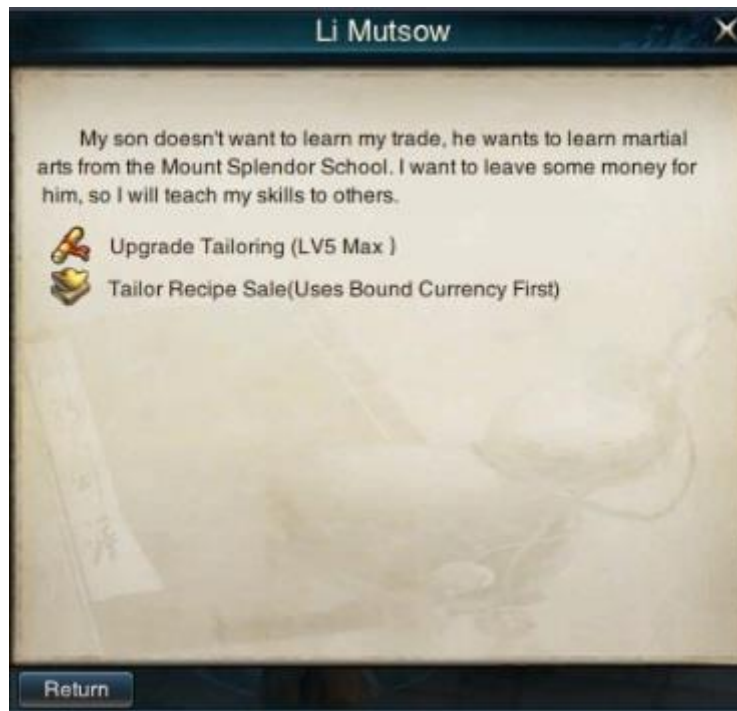 Li Mutsow
My son doesn't want to learn my trade, he wants to learn martial
arts from the Mount Splendor School. I want to leave some money for
him, so I will teach my skills to others.
Upgrade Tailoring (LV5 Max )
Tailor Recipe Sale(Uses Bound Currency First)
Return